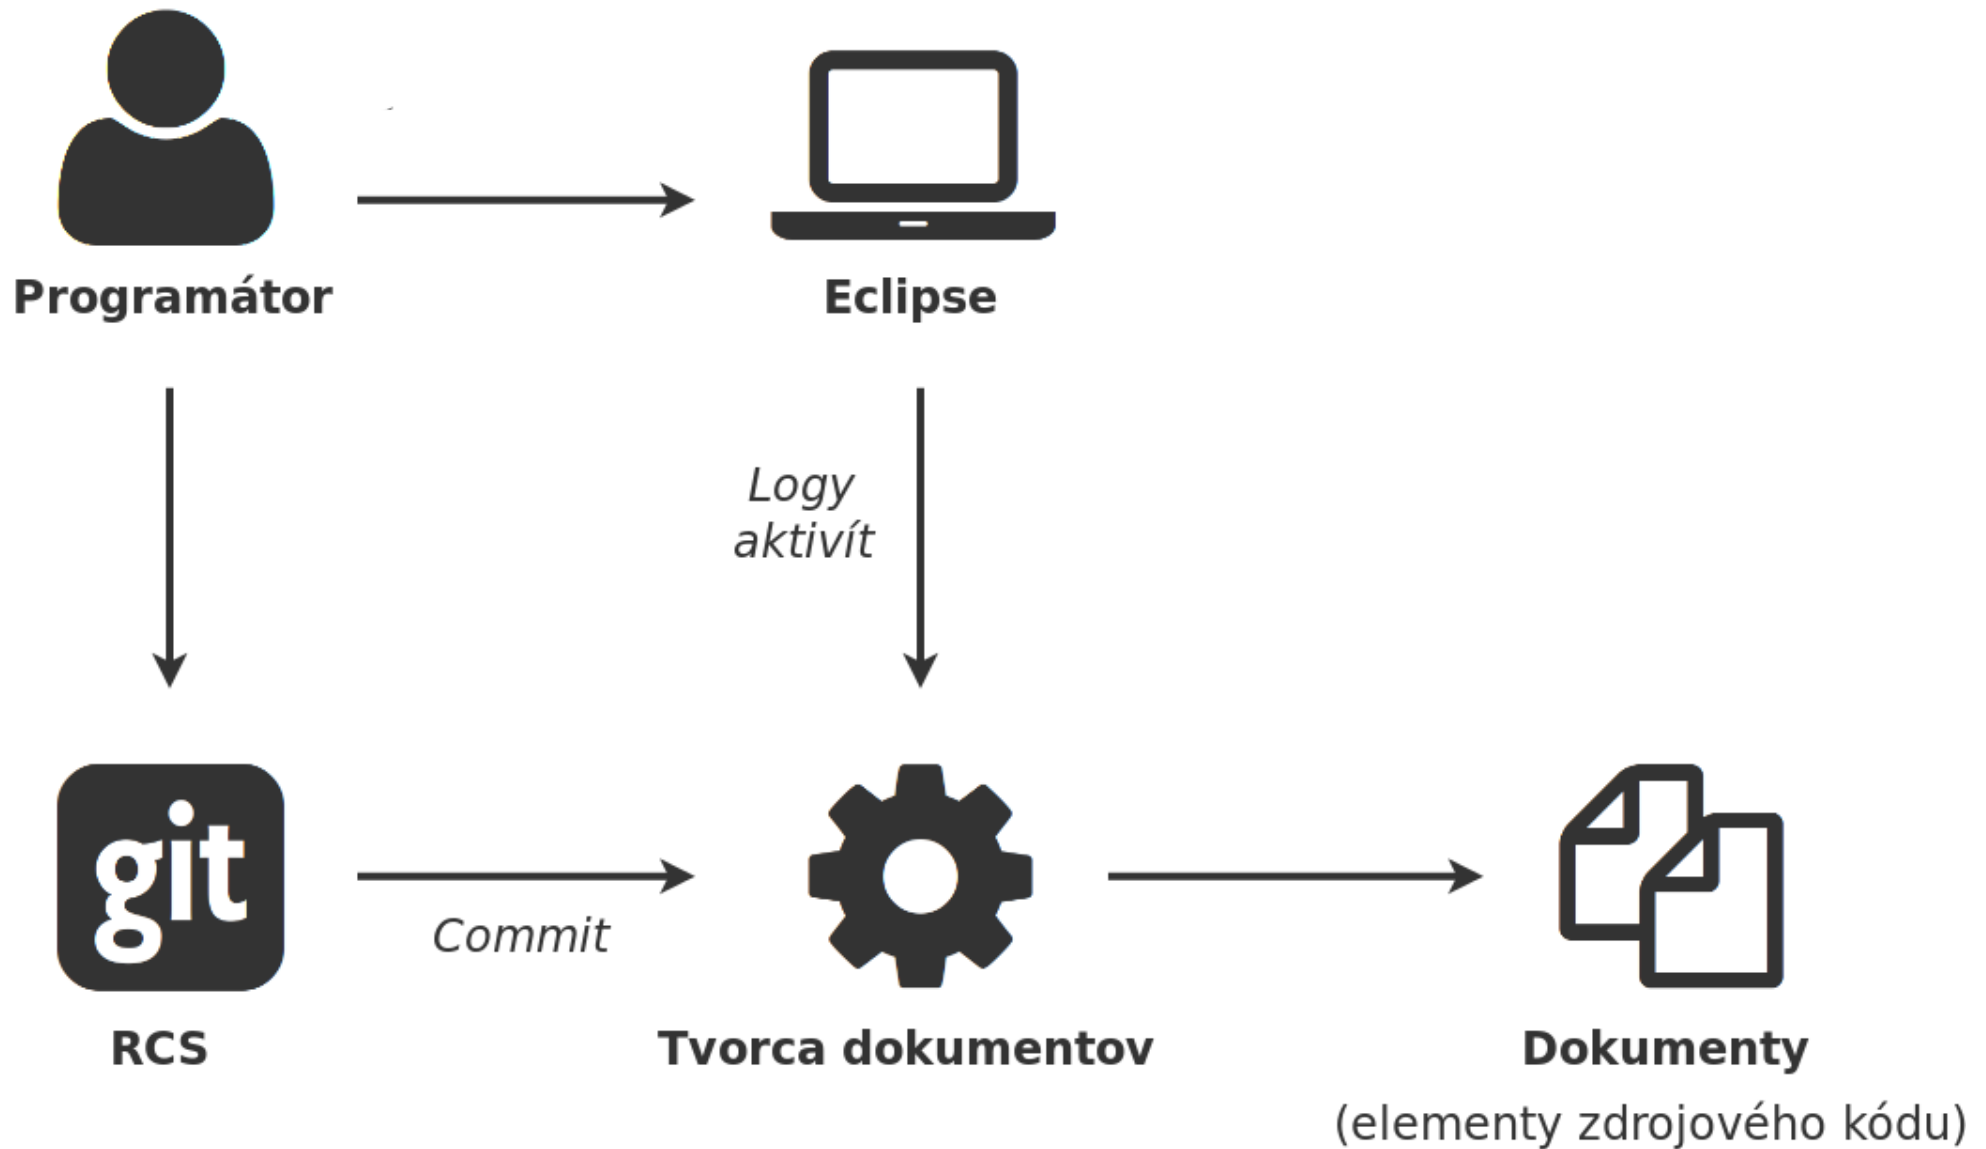 Programátor
Eclipse
Logy
aktivít
git
Commit
RCS
Tvorca dokumentov
Dokumenty
(elementy zdrojového kódu)